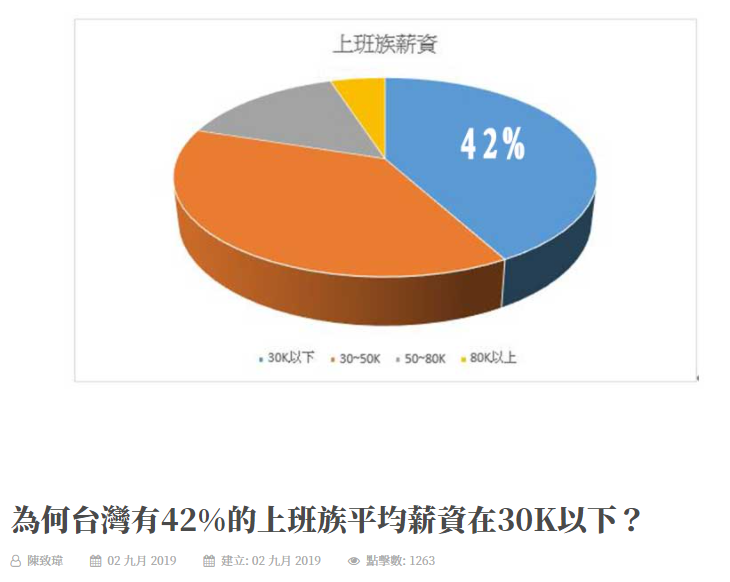 上班族薪資
42%
30K以下 30~50K 50~80K 80K以上
為何台灣有42%的上班族平均薪資在30K以下？
陳致瑋 02 九月 2019 建立: 02 九月 2019 點擊數: 1263